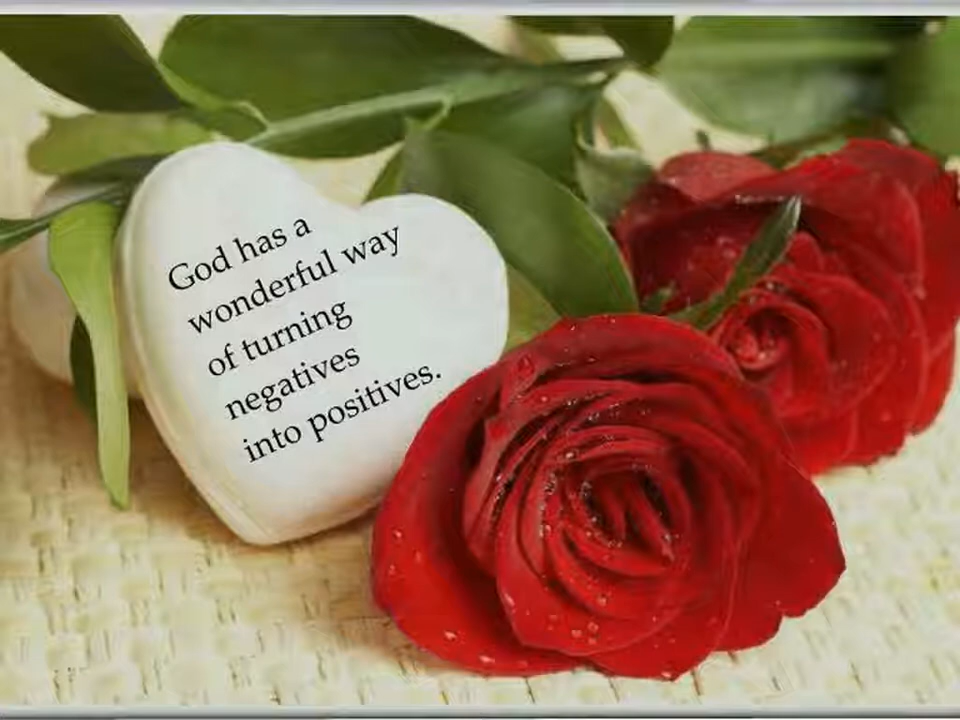 God has a
wonderful way
of turning
negatives
into positives.